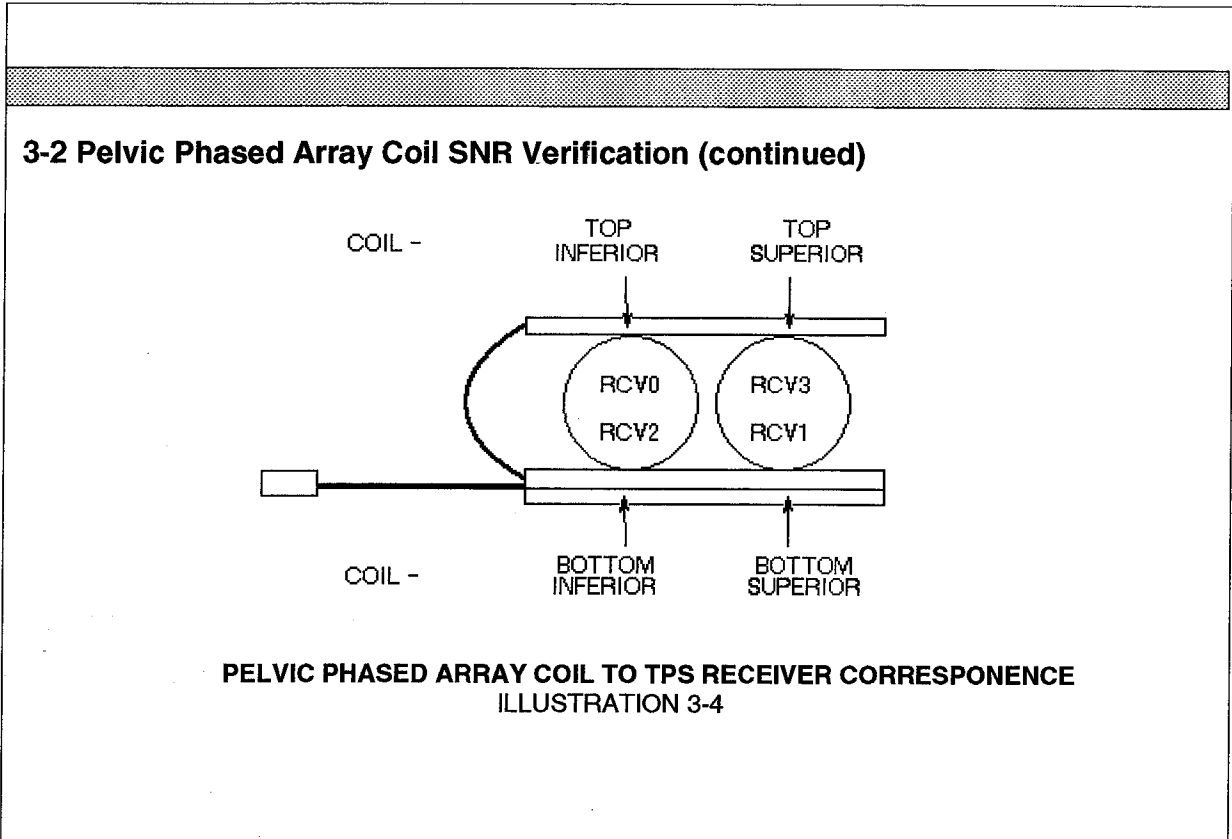 3-2 Pelvic Phased Array Coil SNR Verification (continued)
COIL -
TOP
INFERIOR
TOP
SUPERIOR
RCV0
RCV3
RCV2
RCV1
COIL -
BOTTOM
INFERIOR
BOTTOM
SUPERIOR
PELVIC PHASED ARRAY COIL TO TPS RECEIVER CORRESPONENCE
ILLUSTRATION 3-4